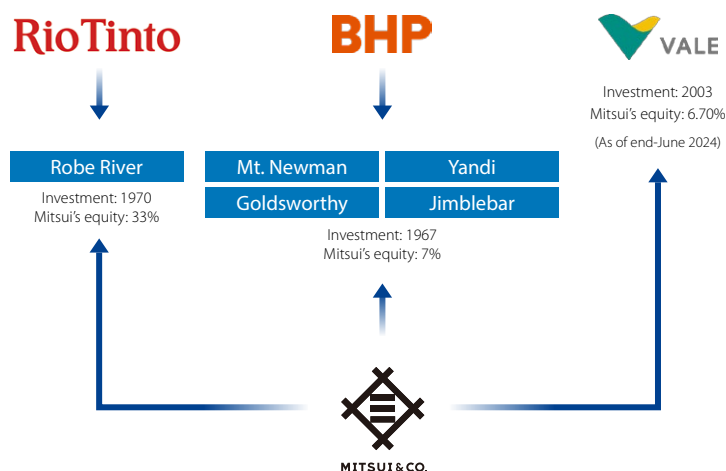 RioTinto
BHP
VALE
Investment: 2003
Mitsui's equity: 6.70%
(As of end-June 2024)
Robe River
Investment: 1970
Mitsui's equity: 33%
Mt. Newman
Yandi
Goldsworthy
Jimblebar
Investment: 1967
Mitsui's equity: 7%
MITSUI & CO.